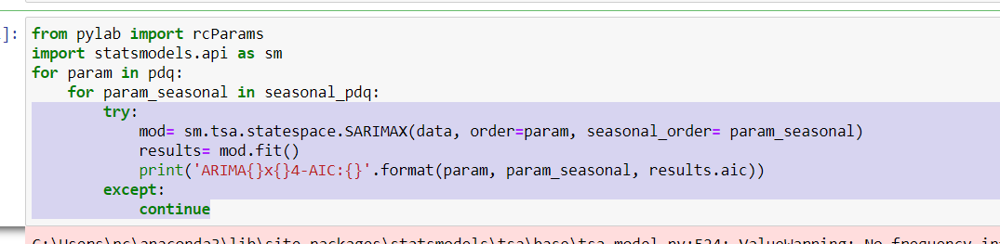 ]: from pylab import rcParams
import statsmodels.api as sm
for param in pdq:
    for param_seasonal in seasonal_pdq:
        try:
            mod= sm.tsa.statespace.SARIMAX(data, order=param, seasonal_order= param_seasonal)
            results= mod.fit()
            print('ARIMA{}x{}4-AIC:{}'.format(param, param_seasonal, results.aic))
        except:
            continue
C:\Users\pc\anaconda3\lib\site-packages\statsmodels\tsa\base\tsa_model.py:524: ValueWarning: No frequency